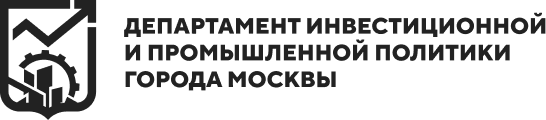 ДЕПАРТАМЕНТ ИНВЕСТИЦИОННОЙ
И ПРОМЫШЛЕННОЙ ПОЛИТИКИ
ГОРОДА МОСКВЫ